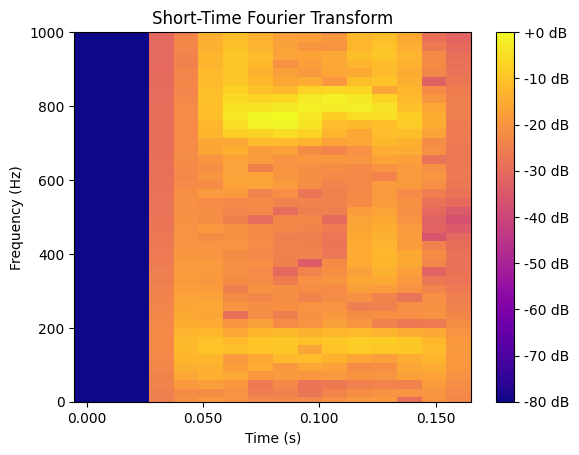 Short-Time Fourier Transform
Frequency (Hz)
1000
800
600
400
200
0
0.000
0.050
0.100
0.150
Time (s)
+0 dB
-10 dB
-20 dB
-30 dB
-40 dB
-50 dB
-60 dB
-70 dB
-80 dB